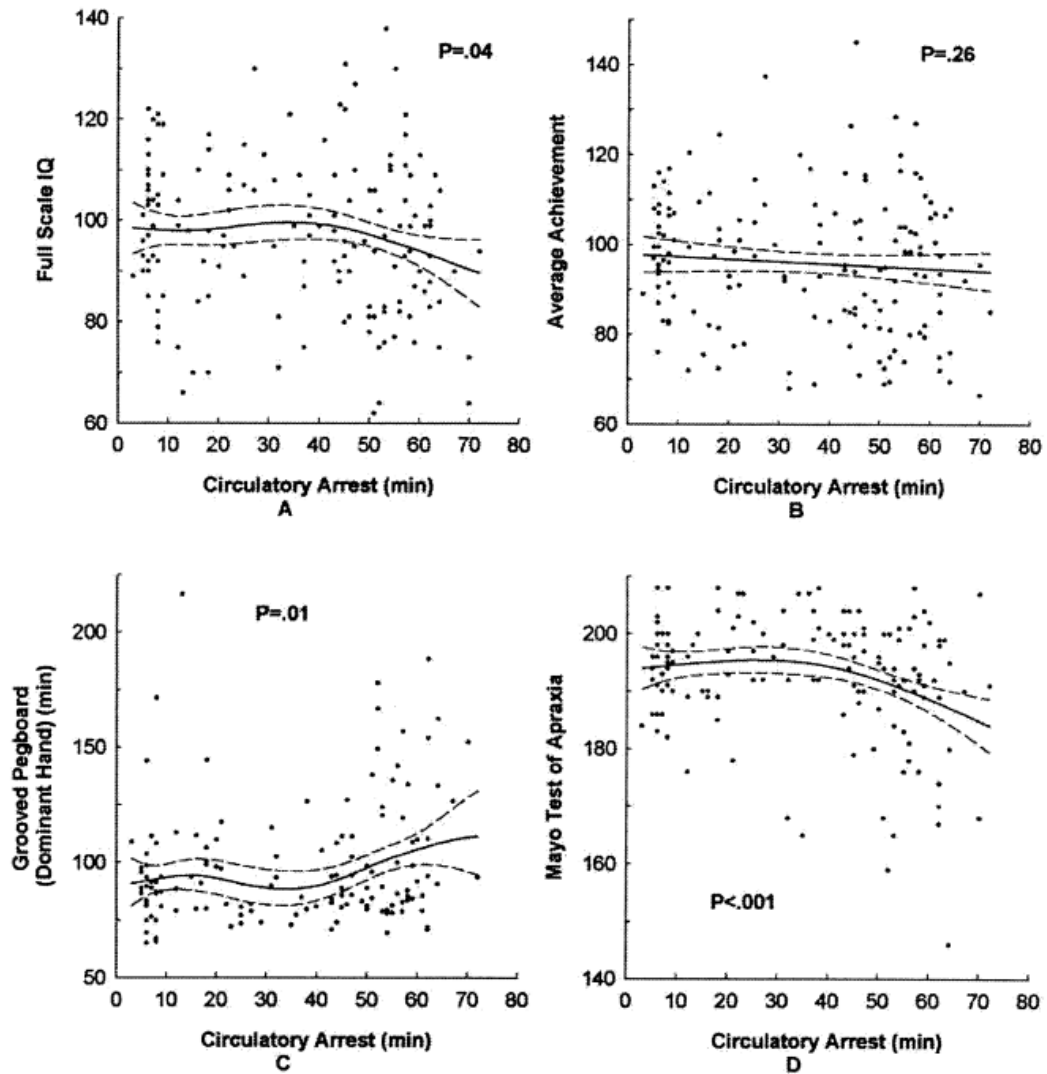 140
120
100
80
60
Full Scale IQ
P=.04
0 10 20 30 40 50 60 70 80
Circulatory Arrest (min)
A
140
120
100
80
60
Average Achievement
P=.26
0 10 20 30 40 50 60 70 80
Circulatory Arrest (min)
B
200
150
100
50
Grooved Pegboard
(Dominant Hand) (min)
P=.01
0 10 20 30 40 50 60 70 80
Circulatory Arrest (min)
C
200
180
160
140
Mayo Test of Apraxia
P<.001
0 10 20 30 40 50 60 70 80
Circulatory Arrest (min)
D